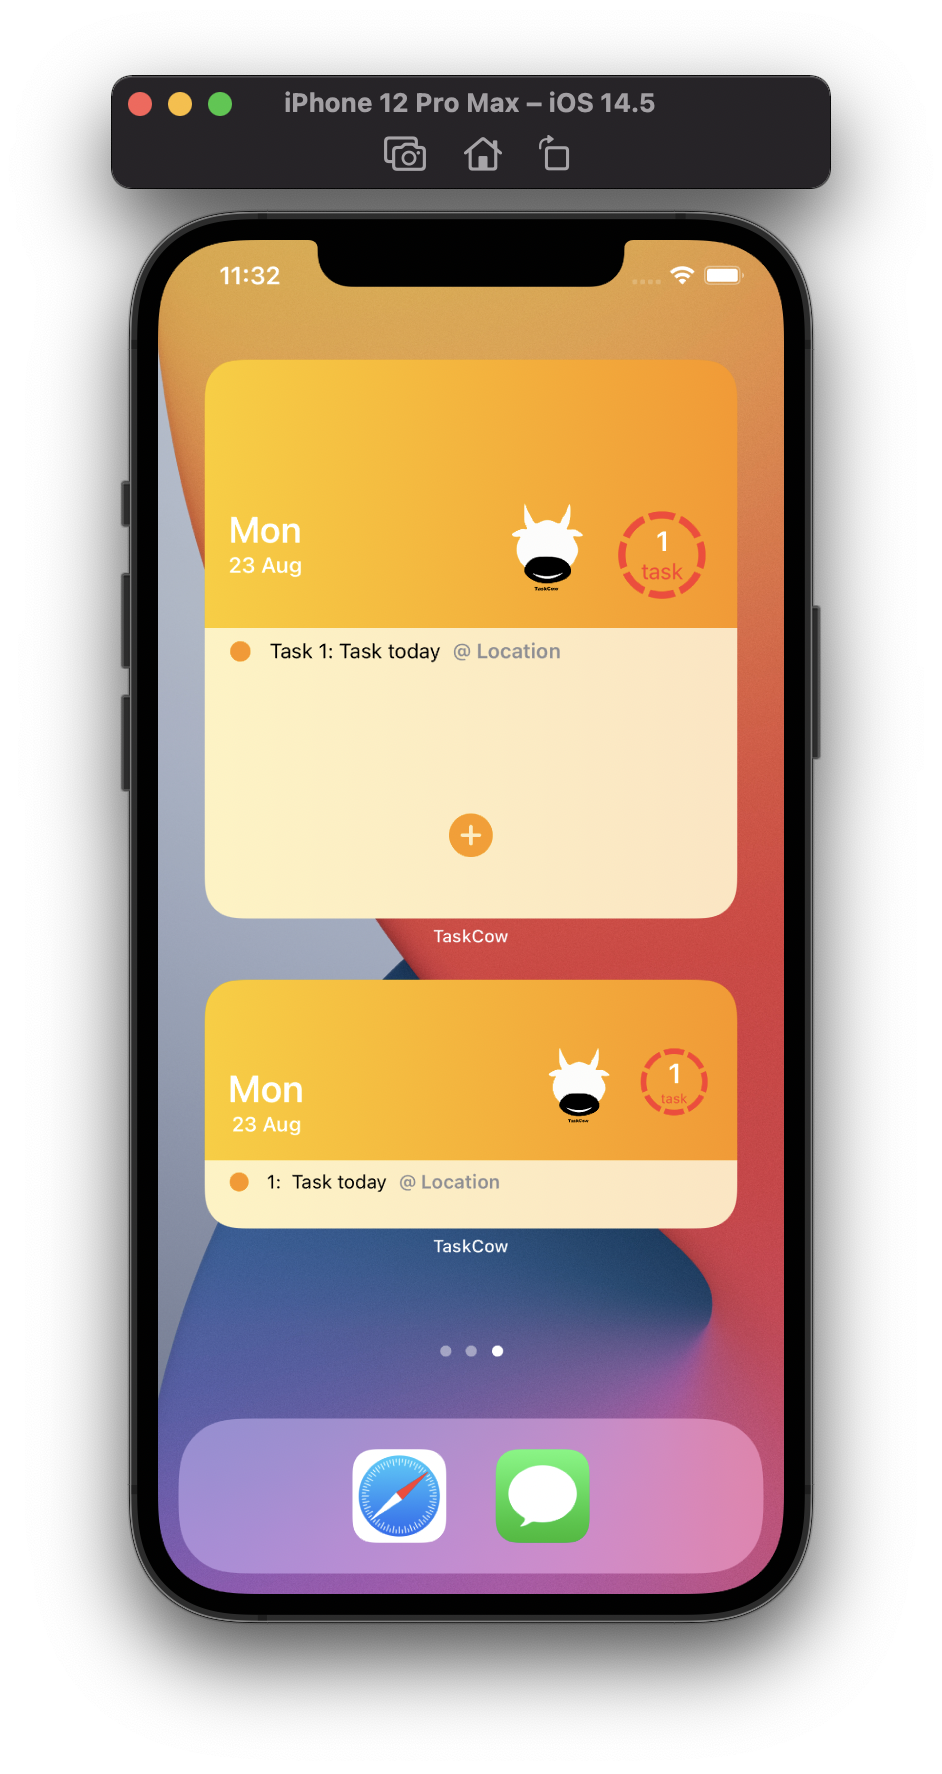 iPhone 12 Pro Max – iOS 14.5
11:32
Mon
23 Aug
TaskCow
1
task
Task 1: Task today @ Location
TaskCow
Mon
23 Aug
TaskCow
1
task
1: Task today @ Location
TaskCow